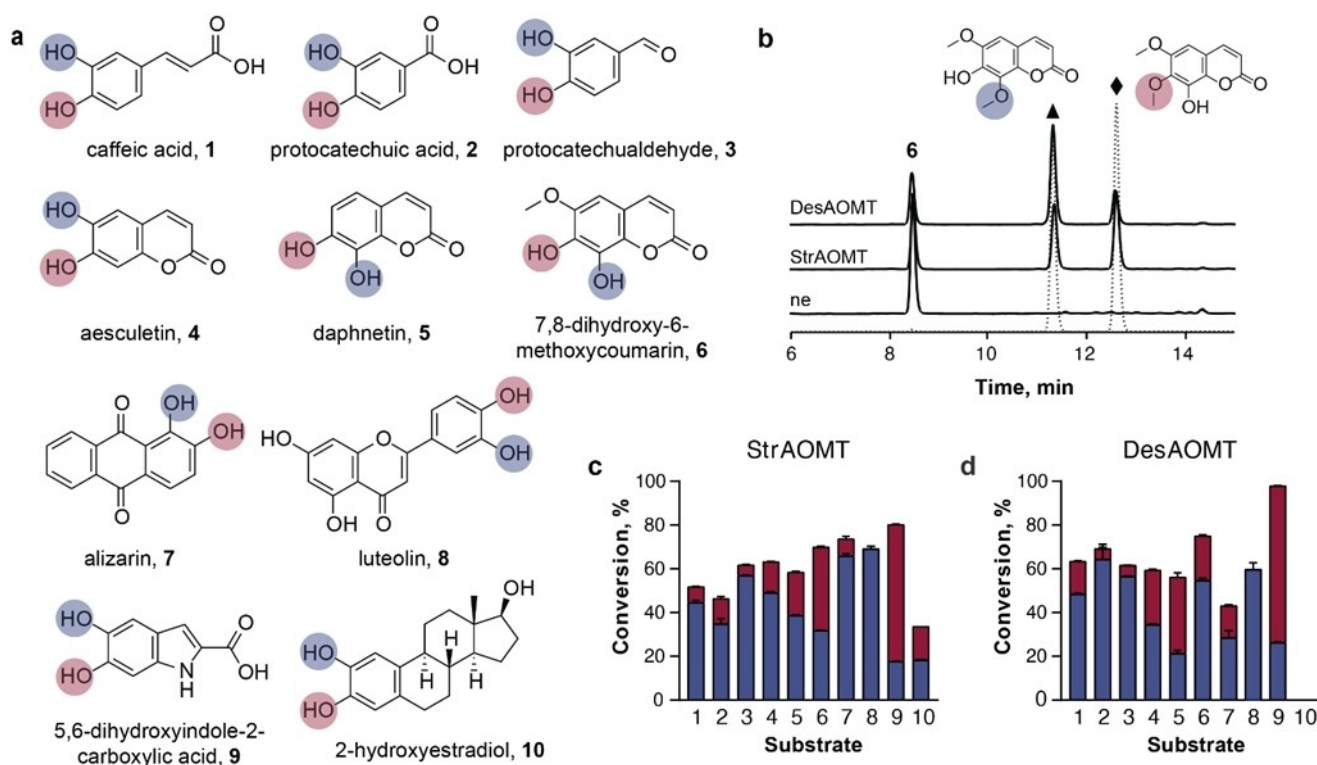 a
HO
HO
O
OH
caffeic acid, 1
HO
HO
O
OH
protocatechuic acid, 2
HO
HO
O
protocatechualdehyde, 3
HO
HO
O
O
aesculetin, 4
HO
OH
O
O
daphnetin, 5
O
HO
OH
O
O
7,8-dihydroxy-6-
methoxycoumarin, 6
O
O
OH
OH
alizarin, 7
HO
OH
O
O
OH
OH
luteolin, 8
HO
HO
N
H
O
OH
5,6-dihydroxyindole-2-
carboxylic acid, 9
HO
HO
H
H
H
OH
2-hydroxyestradiol, 10
b
O
HO
O
O
O
O
O
OH
O
O
6
DesAOMT
StrAOMT
ne
6 8 10 12 14
Time, min
c
StrAOMT
Conversion, %
100
80
60
40
20
0
1 2 3 4 5 6 7 8 9 10
Substrate
d
DesAOMT
Conversion, %
100
80
60
40
20
0
1 2 3 4 5 6 7 8 9 10
Substrate